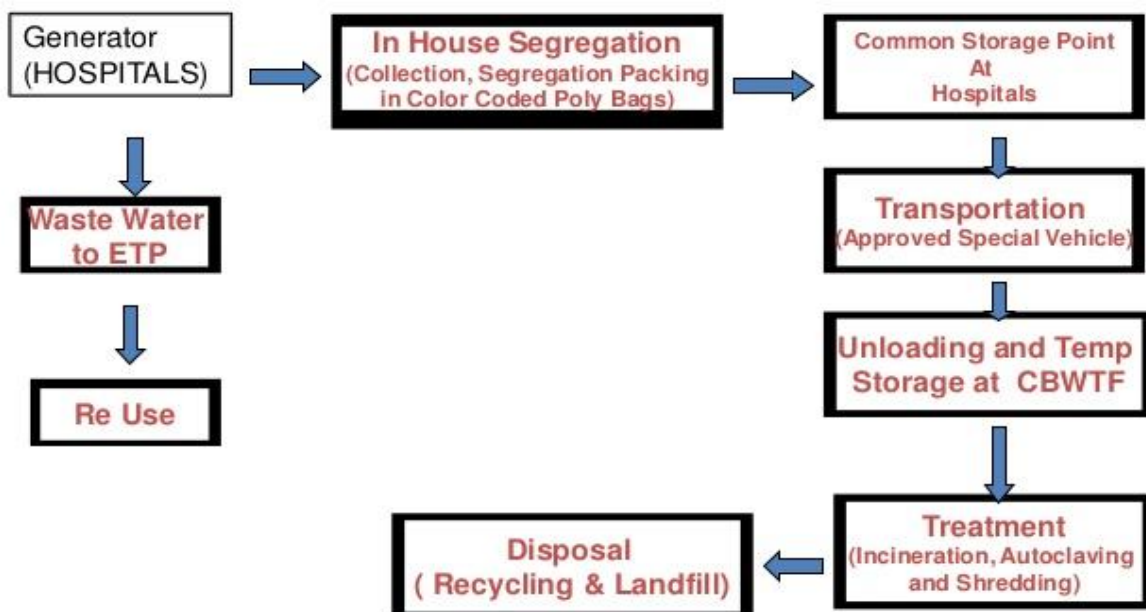 Generator
(HOSPITALS)
In House Segregation
(Collection, Segregation Packing
in Color Coded Poly Bags)
Common Storage Point
At
Hospitals
Waste Water
to ETP
Transportation
(Approved Special Vehicle)
Re Use
Unloading and Temp
Storage at CBWTF
Treatment
(Incineration, Autoclaving
and Shredding)
Disposal
( Recycling & Landfill)